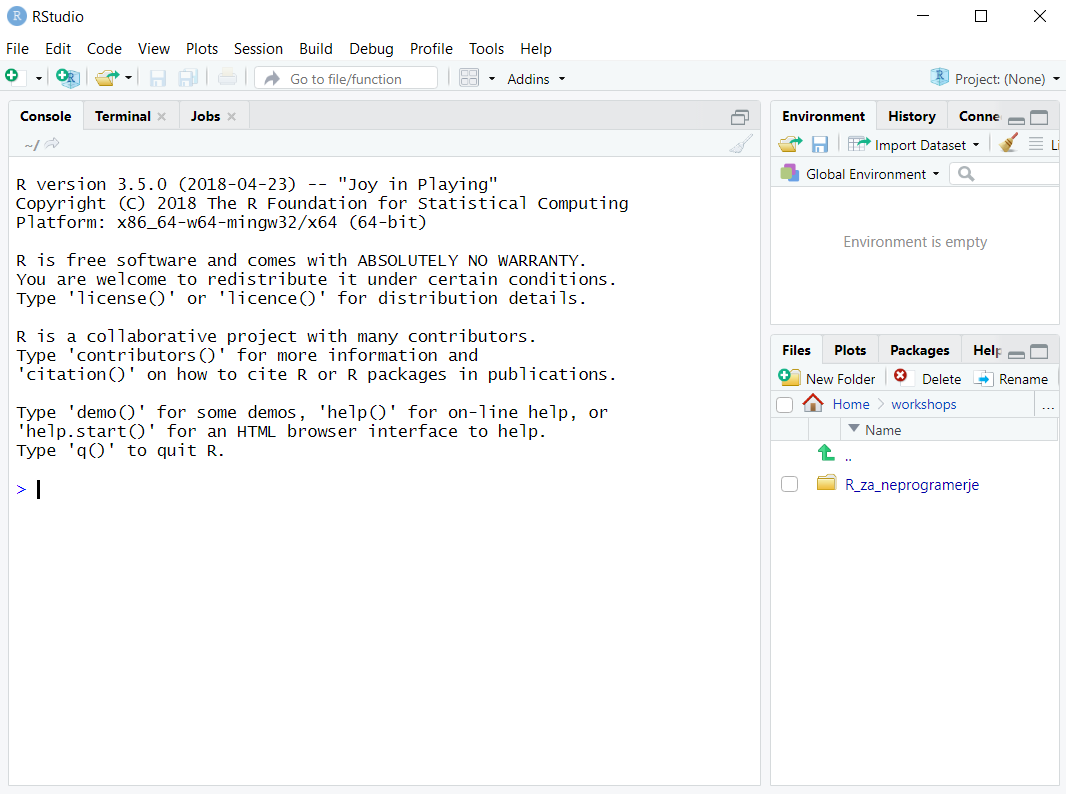 RStudio
File Edit Code View Plots Session Build Debug Profile Tools Help
Go to file/function Addins Project: (None)
Console Terminal Jobs
~/
R version 3.5.0 (2018-04-23) -- "Joy in Playing"
Copyright (C) 2018 The R Foundation for Statistical Computing
Platform: x86_64-w64-mingw32/x64 (64-bit)
R is free software and comes with ABSOLUTELY NO WARRANTY.
You are welcome to redistribute it under certain conditions.
Type 'license()' or 'licence()' for distribution details.
R is a collaborative project with many contributors.
Type 'contributors()' for more information and
'citation()' on how to cite R or R packages in publications.
Type 'demo()' for some demos, 'help()' for on-line help, or
'help.start()' for an HTML browser interface to help.
Type 'q()' to quit R.
>
Environment History Conne
Import Dataset Li
Global Environment
Environment is empty
Files Plots Packages Help
New Folder Delete Rename
Home workshops ...
Name
..
R_za_neprogramerje